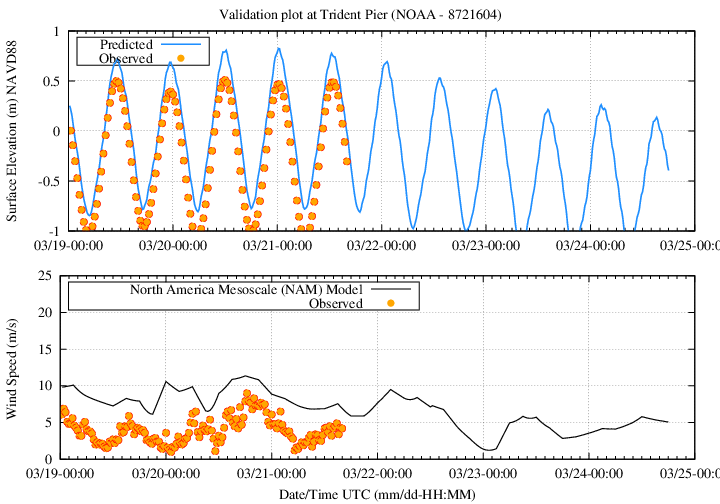 Validation plot at Trident Pier (NOAA - 8721604)
Surface Elevation (m) NAVD88
1
0.5
0
-0.5
-1
Predicted
Observed
03/19-00:00 03/20-00:00 03/21-00:00 03/22-00:00 03/23-00:00 03/24-00:00 03/25-00:00
Wind Speed (m/s)
25
20
15
10
5
0
North America Mesoscale (NAM) Model
Observed
03/19-00:00 03/20-00:00 03/21-00:00 03/22-00:00 03/23-00:00 03/24-00:00 03/25-00:00
Date/Time UTC (mm/dd-HH:MM)